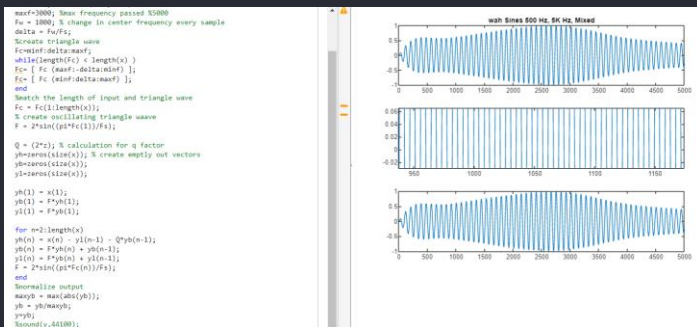 maxf=3000; %max frequency passed %5000
Fw = 1000; % change in center frequency every sample
delta = Fw/Fs;
%create triangle wave
Fc=minf:delta:maxf;
while(length(Fc) < length(x) )
Fc= [ Fc (maxF:-delta:minf) ];
Fc= [ Fc (minf:delta:maxf) ];
end
%match the length of input and triangle wave
Fc = Fc(1:length(x));
% create oscillating triangle waave
F = 2*sin((pi*Fc(1))/Fs);
Q = (2*z); % calculation for q factor
yh=zeros(size(x)); % create emptly out vectors
yb=zeros(size(x));
yl=zeros(size(x));
yh(1) = x(1);
yb(1) = F*yh(1);
yl(1) = F*yb(1);
for n=2:length(x)
yh(n) = x(n) - yl(n-1) - Q*yb(n-1);
yb(n) = F*yh(n) + yb(n-1);
yl(n) = F*yb(n) + yl(n-1);
F = 2*sin((pi*Fc(n))/Fs);
end
%normalize output
maxyb = max(abs(yb));
yb = yb/maxyb;
y=yb;
%sound(y,44100);
wah Sines 500 Hz, 5K Hz, Mixed
1
0.5
0
-0.5
-1
0 500 1000 1500 2000 2500 3000 3500 4000 4500 5000
0.06
0.04
0.02
0
-0.02
950 1000 1050 1100 1150
1
0.5
0
-0.5
-1
0 500 1000 1500 2000 2500 3000 3500 4000 4500 5000